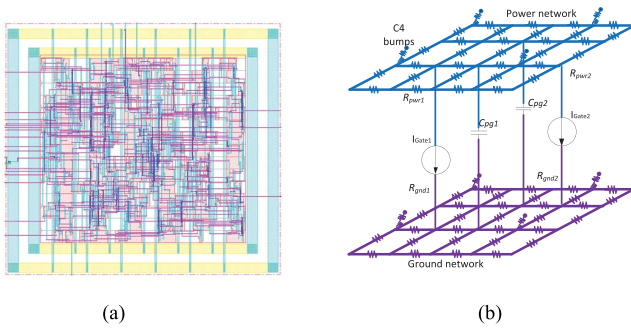 C4
bumps
Power network
Rpwr1
Rpwr2
Cpg1
Cpg2
IGate1
IGate2
Rgnd1
Rgnd2
Ground network
(a)
(b)